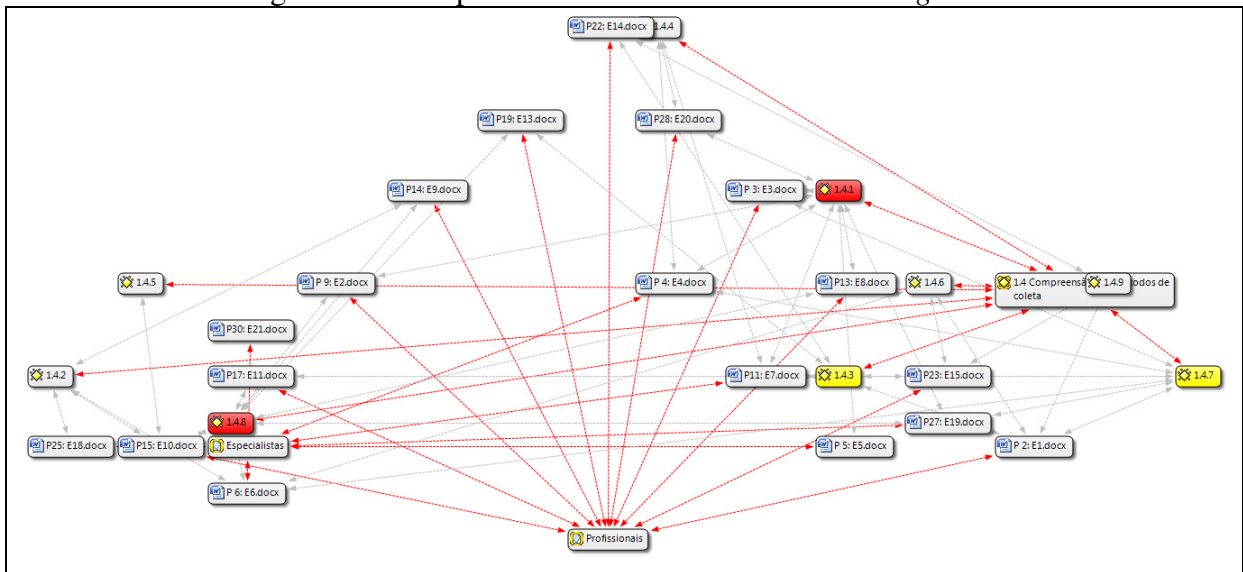 P22: E14.docx
1.4.4
P19: E13.docx
P28: E20.docx
P14: E9.docx
P 3: E3.docx
1.4.1
1.4.5
P 9: E2.docx
P 4: E4.docx
P13: E8.docx
1.4.6
1.4 Compreensã
1.4.9
odos de
coleta
P30: E21.docx
1.4.2
P17: E11.docx
P11: E7.docx
1.4.3
P23: E15.docx
1.4.7
1.4.8
P27: E19.docx
P25: E18.docx
P15: E10.docx
Especialistas
P 5: E5.docx
P 2: E1.docx
P 6: E6.docx
Profissionais